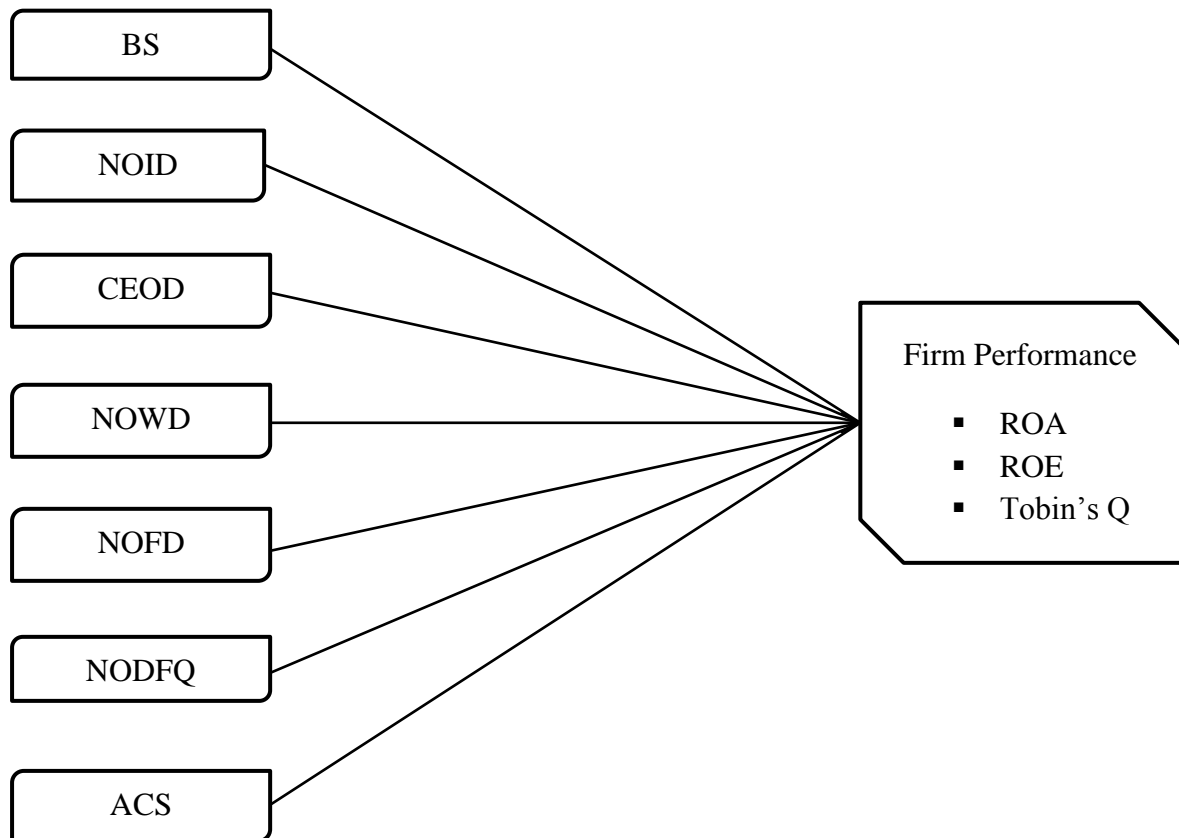 BS
NOID
CEOD
NOWD
NOFD
NODFQ
ACS
Firm Performance
▪ ROA
▪ ROE
▪ Tobin’s Q